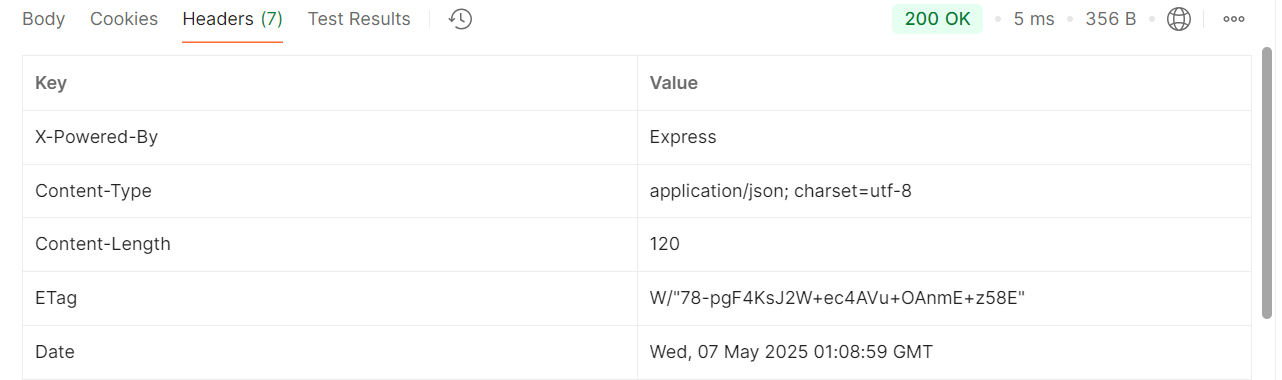 Body Cookies Headers (7) Test Results 200 OK 5 ms 356 B
Key Value
X-Powered-By Express
Content-Type application/json; charset=utf-8
Content-Length 120
ETag W/"78-pgF4KsJ2W+ec4AVu+OAnmE+z58E"
Date Wed, 07 May 2025 01:08:59 GMT